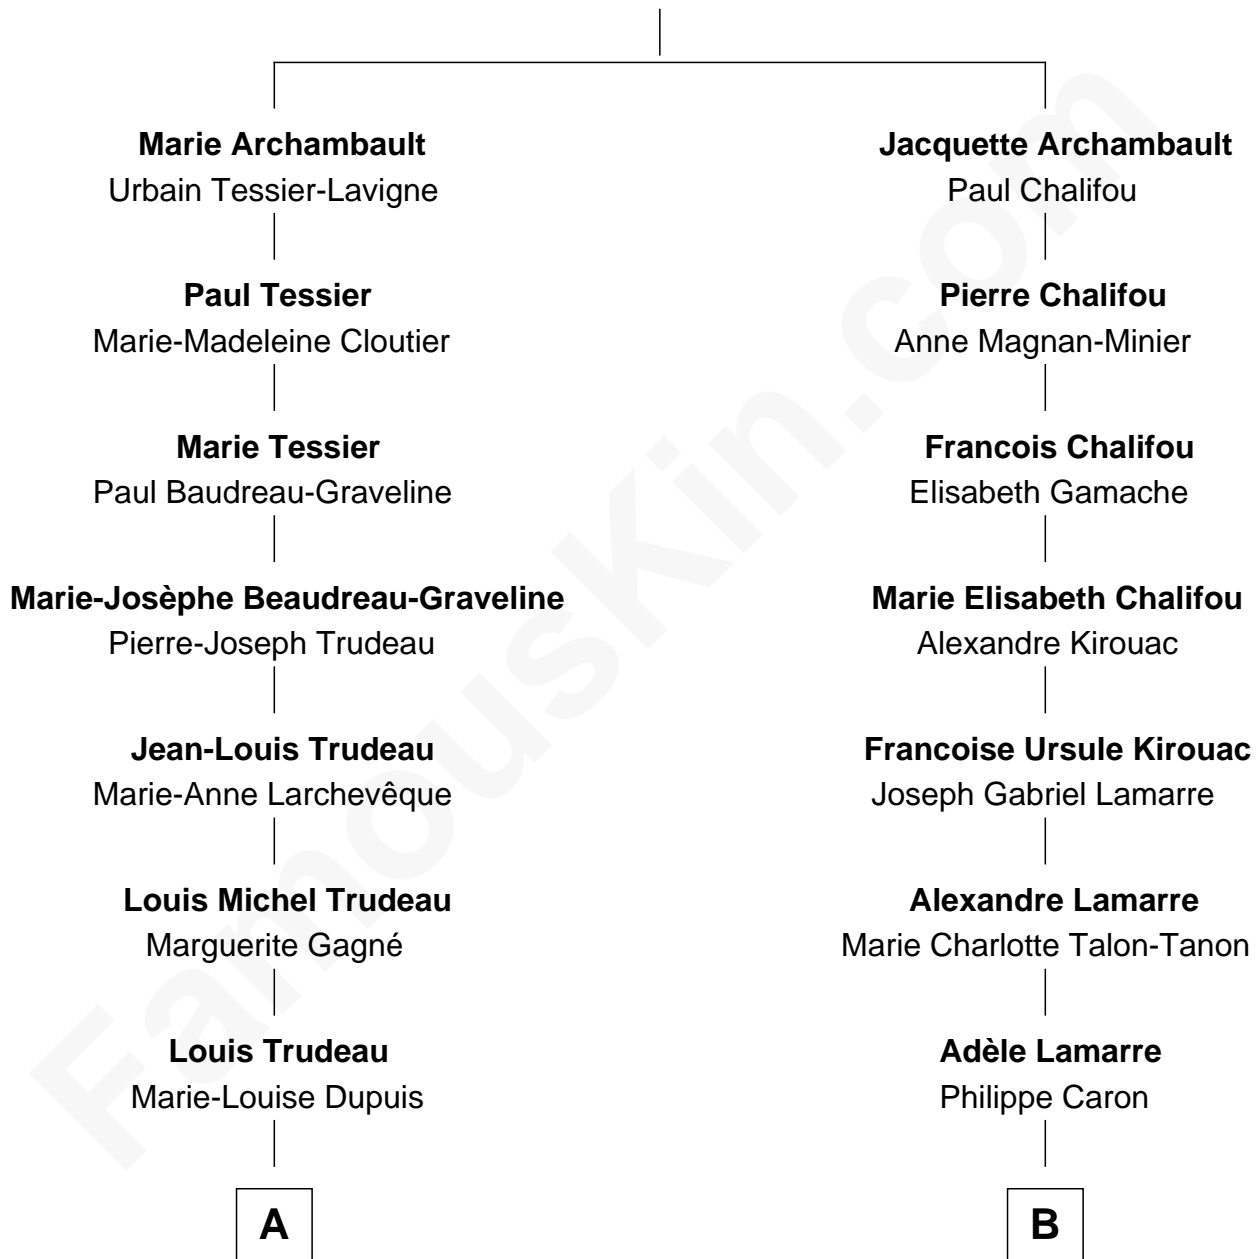 Marie Archambault
Urbain Tessier-Lavigne
Jacquette Archambault
Paul Chalifou
Paul Tessier
Marie-Madeleine Cloutier
Pierre Chalifou
Anne Magnan-Minier
Marie Tessier
Paul Baudreau-Graveline
Francois Chalifou
Elisabeth Gamache
Marie-Josèphe Beaudreau-Graveline
Pierre-Joseph Trudeau
Marie Elisabeth Chalifou
Alexandre Kirouac
Jean-Louis Trudeau
Marie-Anne Larchevêque
Francoise Ursule Kirouac
Joseph Gabriel Lamarre
Louis Michel Trudeau
Marguerite Gagné
Alexandre Lamarre
Marie Charlotte Talon-Tanon
Louis Trudeau
Marie-Louise Dupuis
Adèle Lamarre
Philippe Caron
A
B
FamousKin.com